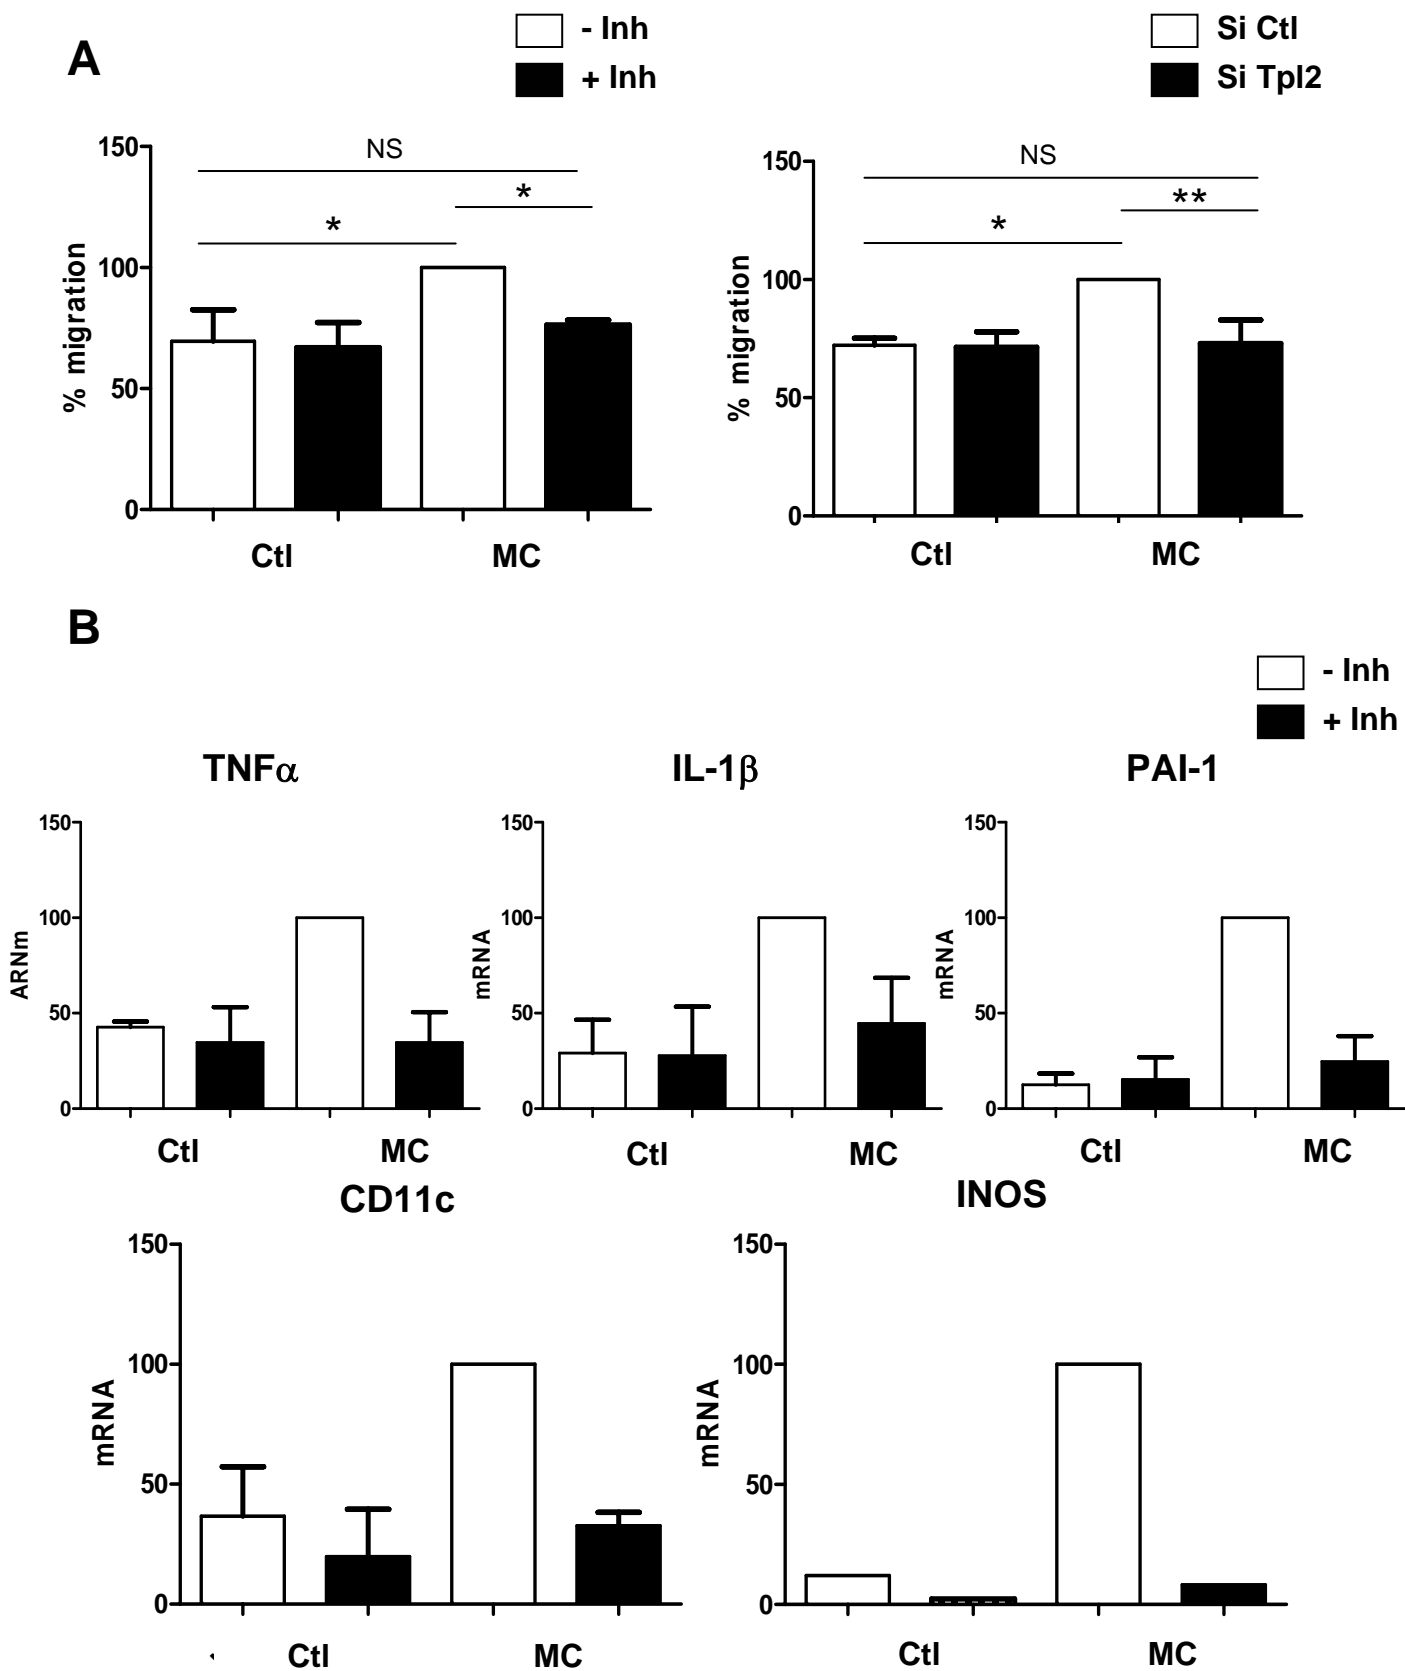 A
- Inh
+ Inh
Si Ctl
Si Tpl2
% migration
150
100
50
0
NS
*
*
Ctl
MC
% migration
150
100
50
0
NS
**
*
Ctl
MC
B
- Inh
+ Inh
TNFα
ARNm
150
100
50
0
Ctl
MC
IL-1β
mRNA
150
100
50
0
Ctl
MC
PAI-1
mRNA
150
100
50
0
Ctl
MC
CD11c
mRNA
150
100
50
0
Ctl
MC
INOS
mRNA
150
100
50
0
Ctl
MC